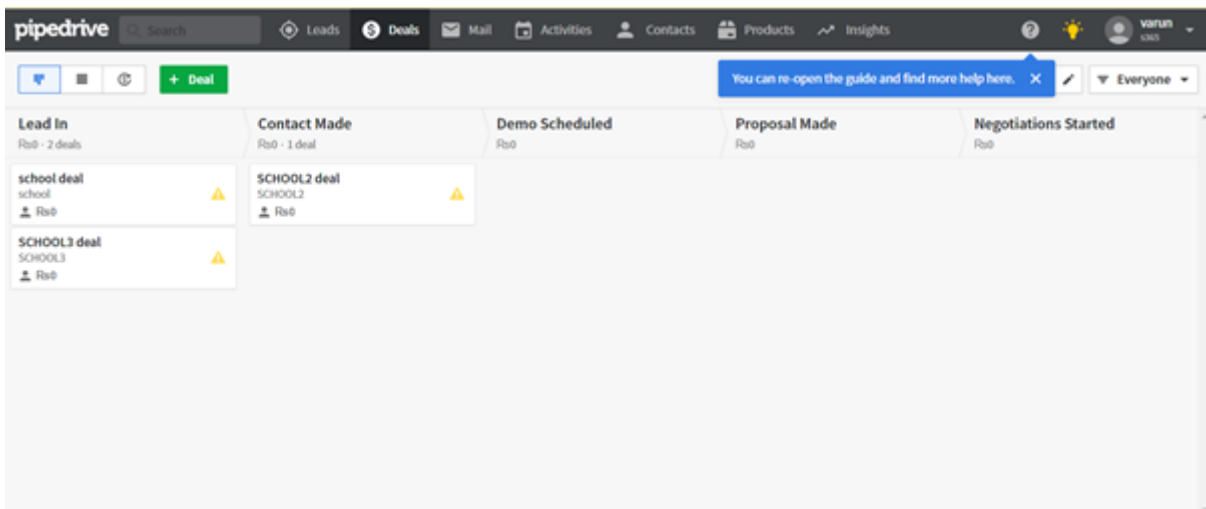 pipedrive Search Leads Deals Mail Activities Contacts Products Insights varun
s365
+ Deal You can re-open the guide and find more help here. Everyone
Lead In Contact Made Demo Scheduled Proposal Made Negotiations Started
Rs0 · 2 deals Rs0 · 1 deal Rs0 Rs0 Rs0
school deal SCHOOL2 deal
school SCHOOL2
Rs0 Rs0
SCHOOL3 deal
SCHOOL3
Rs0